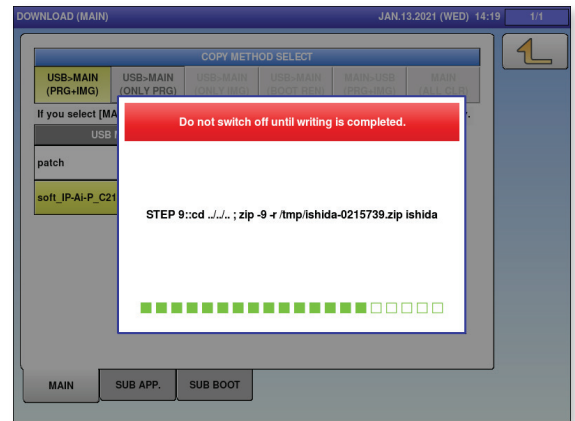 DOWNLOAD (MAIN) JAN.13.2021 (WED) 14:19 1/1
COPY METHOD SELECT
USB>MAIN USB>MAIN USB>MAIN USB>MAIN MAIN>USB MAIN
(PRG+IMG) (ONLY PRG) (ONLY IMG) (BOOT REN) (PRG+IMG) (ALL CLR)
If you select [MA
Do not switch off until writing is completed.
USB
patch
soft_IP-Ai-P_C21
STEP 9::cd ../../.. ; zip -9 -r /tmp/ishida-0215739.zip ishida
MAIN SUB APP. SUB BOOT